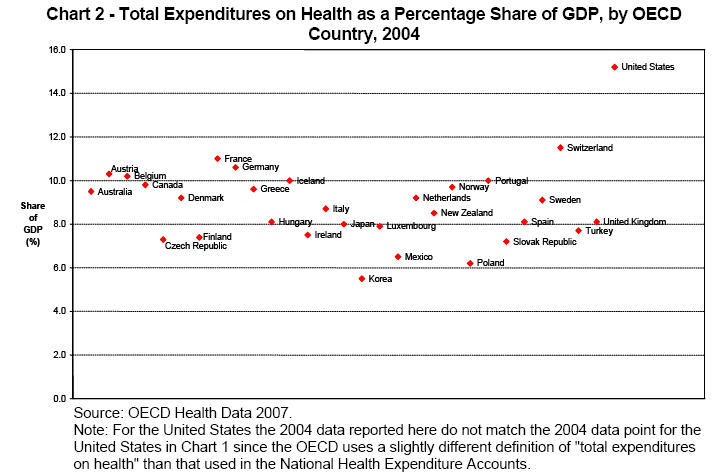 Chart 2 - Total Expenditures on Health as a Percentage Share of GDP, by OECD
Country, 2004
16.0
United States
14.0
12.0
Switzerland
France
Germany
Austria
Belgium
10.0
Iceland
Portugal
Canada
Norway
Australia
Greece
Denmark
Netherlands
Sweden
Share
of
GDP
(%)
Italy
New Zealand
8.0
Hungary
Japan
Luxembourg
Spain
United Kingdom
Finland
Ireland
Turkey
Czech Republic
Slovak Republic
Mexico
Poland
6.0
Korea
4.0
2.0
0.0
Source: OECD Health Data 2007.
Note: For the United States the 2004 data reported here do not match the 2004 data point for the
United States in Chart 1 since the OECD uses a slightly different definition of "total expenditures
on health" than that used in the National Health Expenditure Accounts.